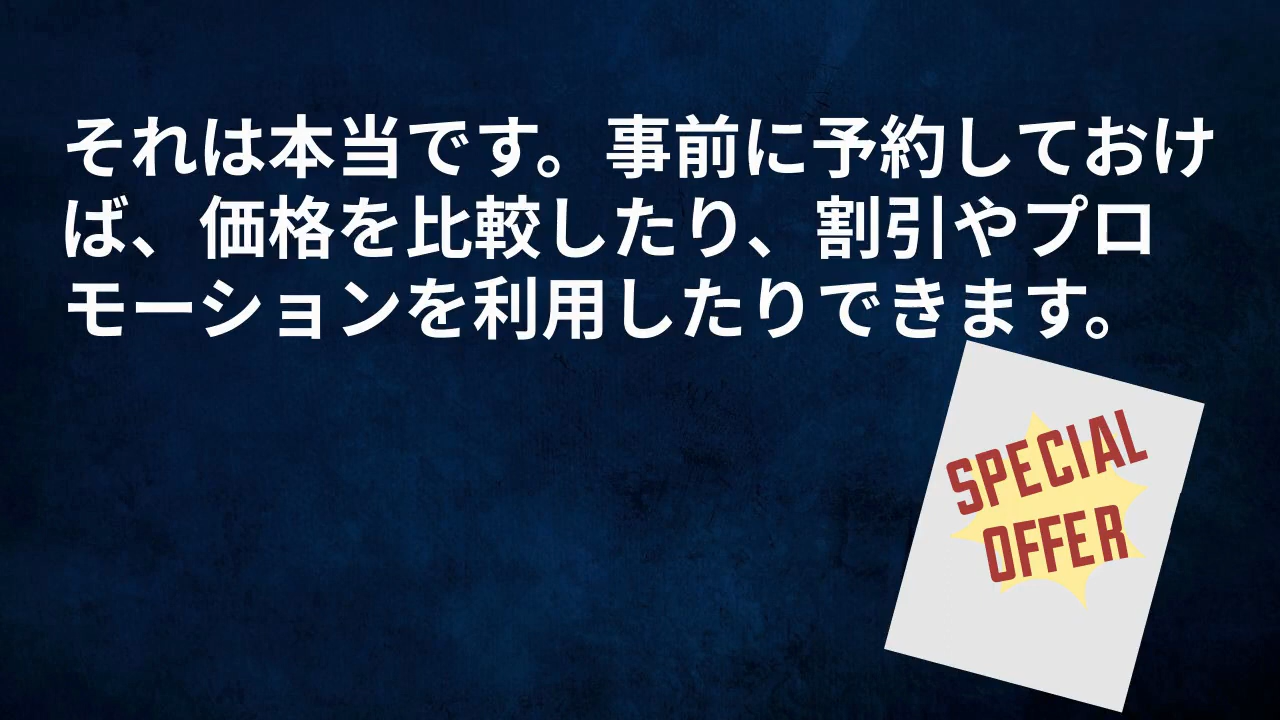 それは本当です。事前に予約しておけ
ば、価格を比較したり、割引やプロ
モーションを利用したりできます。
SPECIAL
OFFER